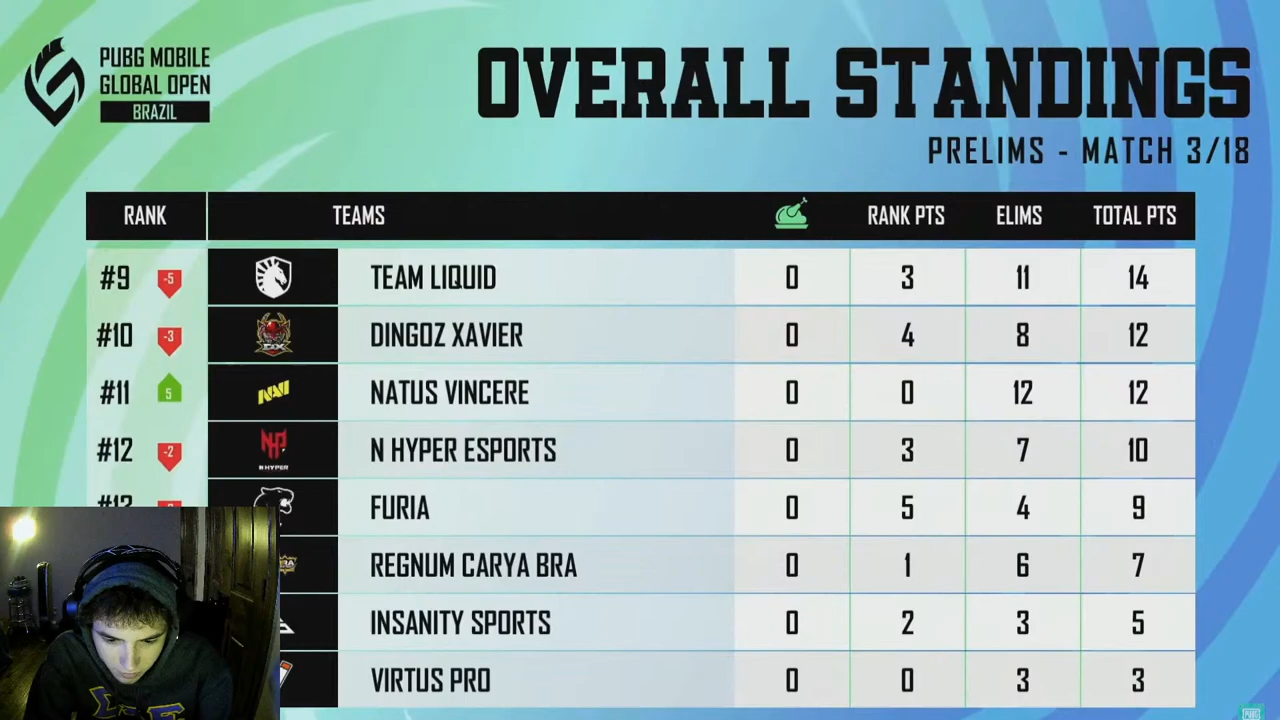 PUBG MOBILE
GLOBAL OPEN
BRAZIL
OVERALL STANDINGS
PRELIMS - MATCH 3/18
RANK TEAMS RANK PTS ELIMS TOTAL PTS
#9 -5 TEAM LIQUID 0 3 11 14
#10 -3 DINGOZ XAVIER 0 4 8 12
#11 5 NAVI NATUS VINCERE 0 0 12 12
#12 -2 N HYPER N HYPER ESPORTS 0 3 7 10
FURIA 0 5 4 9
REGNUM CARYA BRA 0 1 6 7
INSANITY SPORTS 0 2 3 5
VIRTUS PRO 0 0 3 3
PUBG